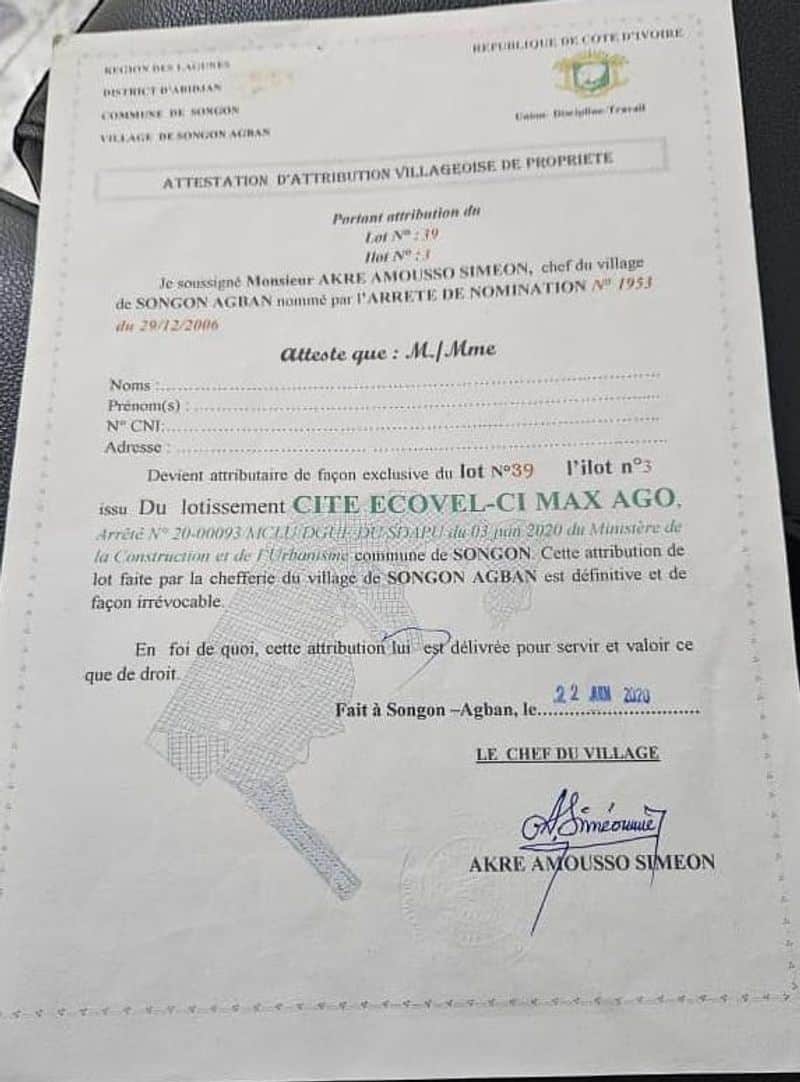 REGION DES LAGUNES
DISTRICT D'ABIDJAN
COMMUNE DE SONGON
VILLAGE DE SONGON AGBAN
REPUBLIQUE DE COTE D'IVOIRE
Union- Discipline-Travail
ATTESTATION D'ATTRIBUTION VILLAGEOISE DE PROPRIETE
Portant attribution du
Lot N° : 39
Ilot N° : 3
Je soussigné Monsieur AKRE AMOUSSO SIMEON, chef du village
de SONGON AGBAN nommé par l'ARRETE DE NOMINATION N° 1953
du 29/12/2006
Atteste que : M./Mme
Noms :
Prénom(s) :
N° CNI:
Adresse :
Devient attributaire de façon exclusive du lot N°39 l'ilot n°3
issu Du lotissement CITE ECOVEL-CI MAX AGO,
Arrêté N° 20-00093 MCLU DGUF DU SDAPU du 03 juin 2020 du Ministère de
la Construction et de l'Urbanisme commune de SONGON. Cette attribution de
lot faite par la chefferie du village de SONGON AGBAN est définitive et de
façon irrévocable.
En foi de quoi, cette attribution lui est délivrée pour servir et valoir ce
que de droit.
Fait à Songon –Agban, le 22 JUIN 2020
LE CHEF DU VILLAGE
AKRE AMOUSSO SIMEON